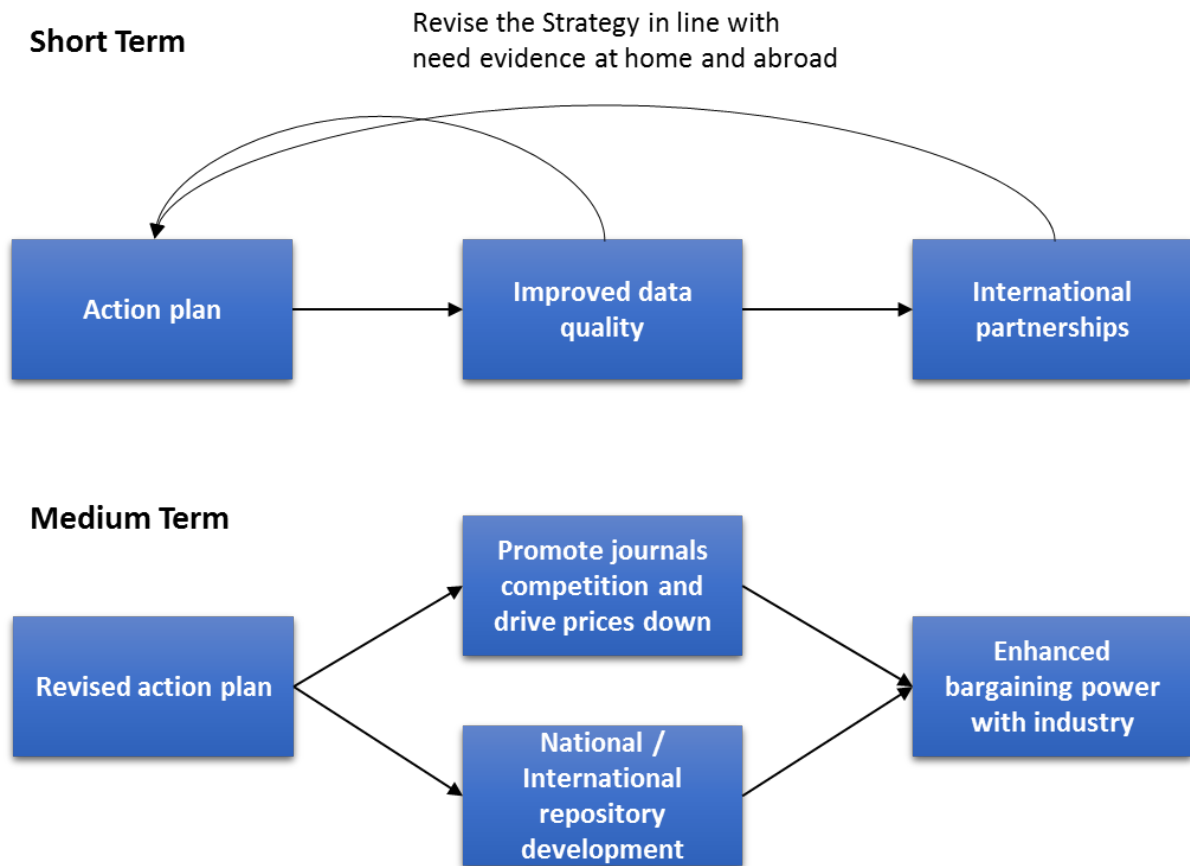 Short Term
Revise the Strategy in line with
need evidence at home and abroad
Action plan
Improved data
quality
International
partnerships
Medium Term
Revised action plan
Promote journals
competition and
drive prices down
National /
International
repository
development
Enhanced
bargaining power
with industry